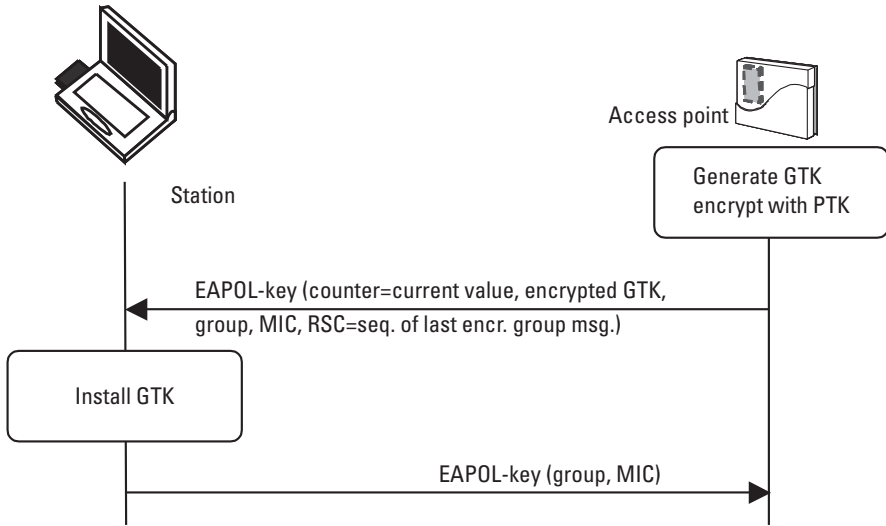 Access point
Generate GTK
encrypt with PTK
Station
EAPOL-key (counter=current value, encrypted GTK,
group, MIC, RSC=seq. of last encr. group msg.)
Install GTK
EAPOL-key (group, MIC)